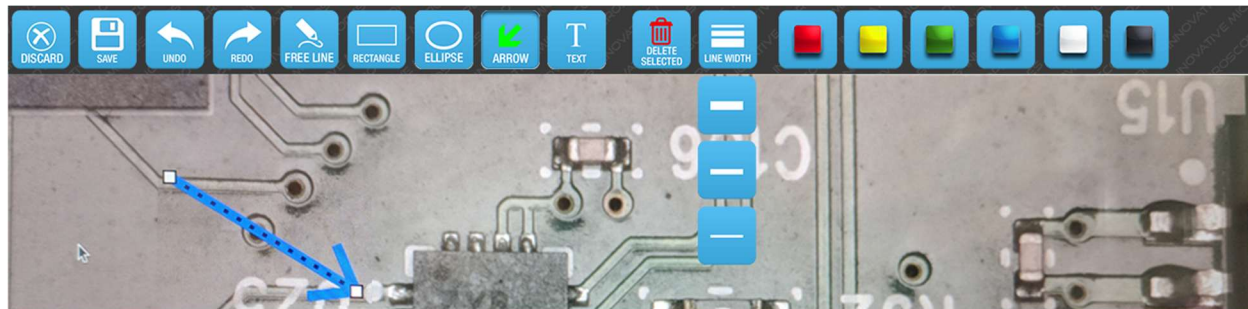 DISCARD
SAVE
UNDO
REDO
FREE LINE
RECTANGLE
ELLIPSE
ARROW
T
TEXT
DELETE
SELECTED
LINE WIDTH
U15